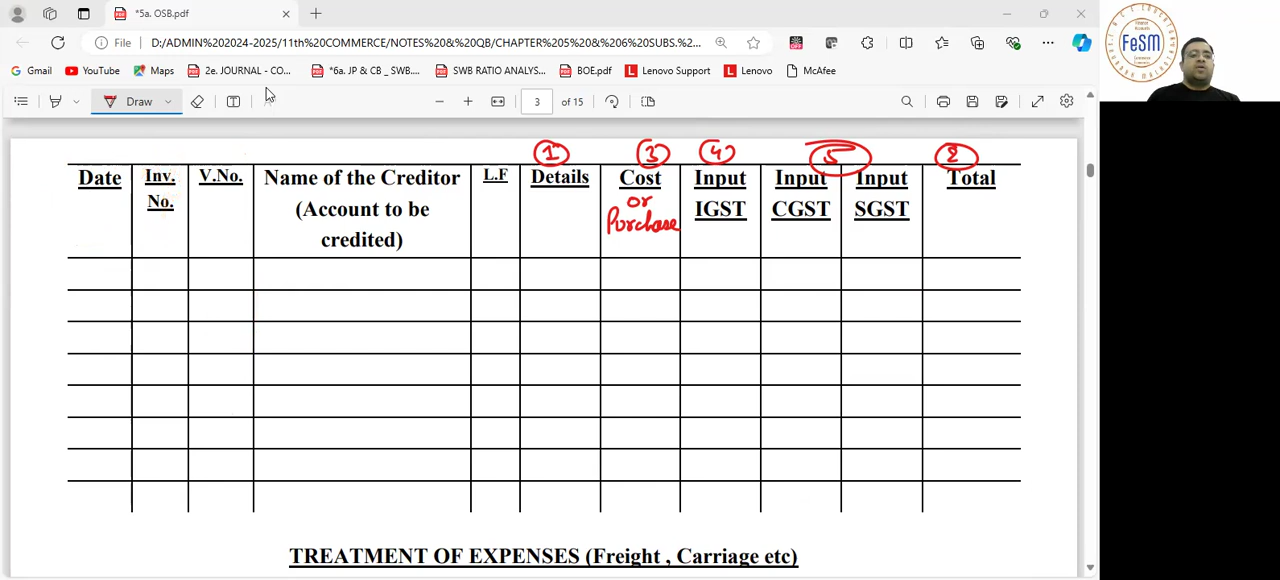 *5a. OSB.pdf
File D:/ADMIN%202024-2025/11th%20COMMERCE/NOTES%20&%20QB/CHAPTER%205%20&%206%20SUBS.%2...
Gmail YouTube Maps 2e. JOURNAL - CO... *6a. JP & CB _ SWB.... SWB RATIO ANALYS... BOE.pdf Lenovo Support Lenovo McAfee
Draw 3 of 15
FeSM
1 3 4 5 2
Date Inv. No. V.No. Name of the Creditor (Account to be credited) L.F Details Cost or Purchase Input IGST Input CGST Input SGST Total
TREATMENT OF EXPENSES (Freight , Carriage etc)